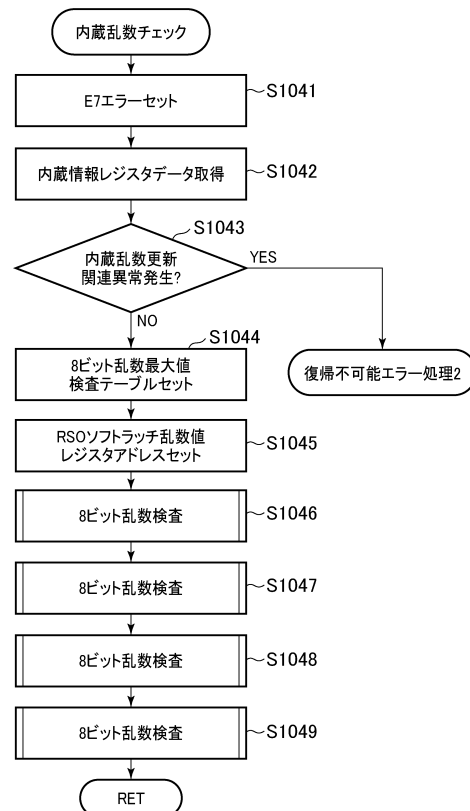 内蔵乱数チェック
E7エラーセット
S1041
内蔵情報レジスタデータ取得
S1042
S1043
内蔵乱数更新
関連異常発生?
YES
NO
S1044
8ビット乱数最大値
検査テーブルセット
復帰不可能エラー処理2
RS0ソフトラッチ乱数値
レジスタアドレスセット
S1045
8ビット乱数検査
S1046
8ビット乱数検査
S1047
8ビット乱数検査
S1048
8ビット乱数検査
S1049
RET